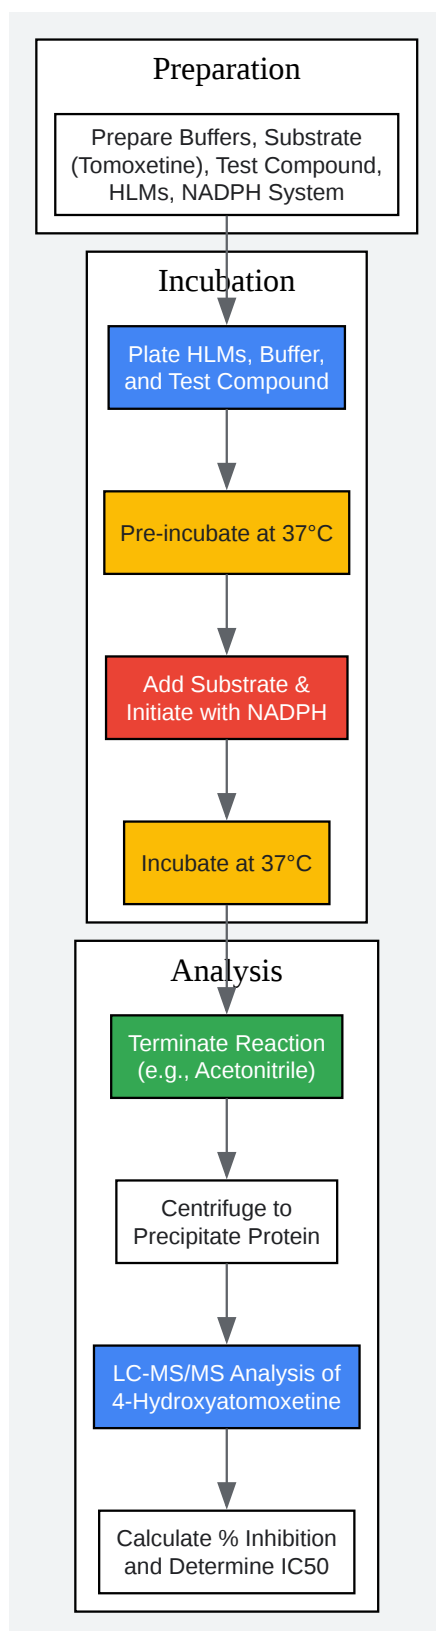 Preparation
Prepare Buffers, Substrate
(Tomoxetine), Test Compound,
HLMs, NADPH System
Incubation
Plate HLMs, Buffer,
and Test Compound
Pre-incubate at 37°C
Add Substrate &
Initiate with NADPH
Incubate at 37°C
Analysis
Terminate Reaction
(e.g., Acetonitrile)
Centrifuge to
Precipitate Protein
LC-MS/MS Analysis of
4-Hydroxyatomoxetine
Calculate % Inhibition
and Determine IC50